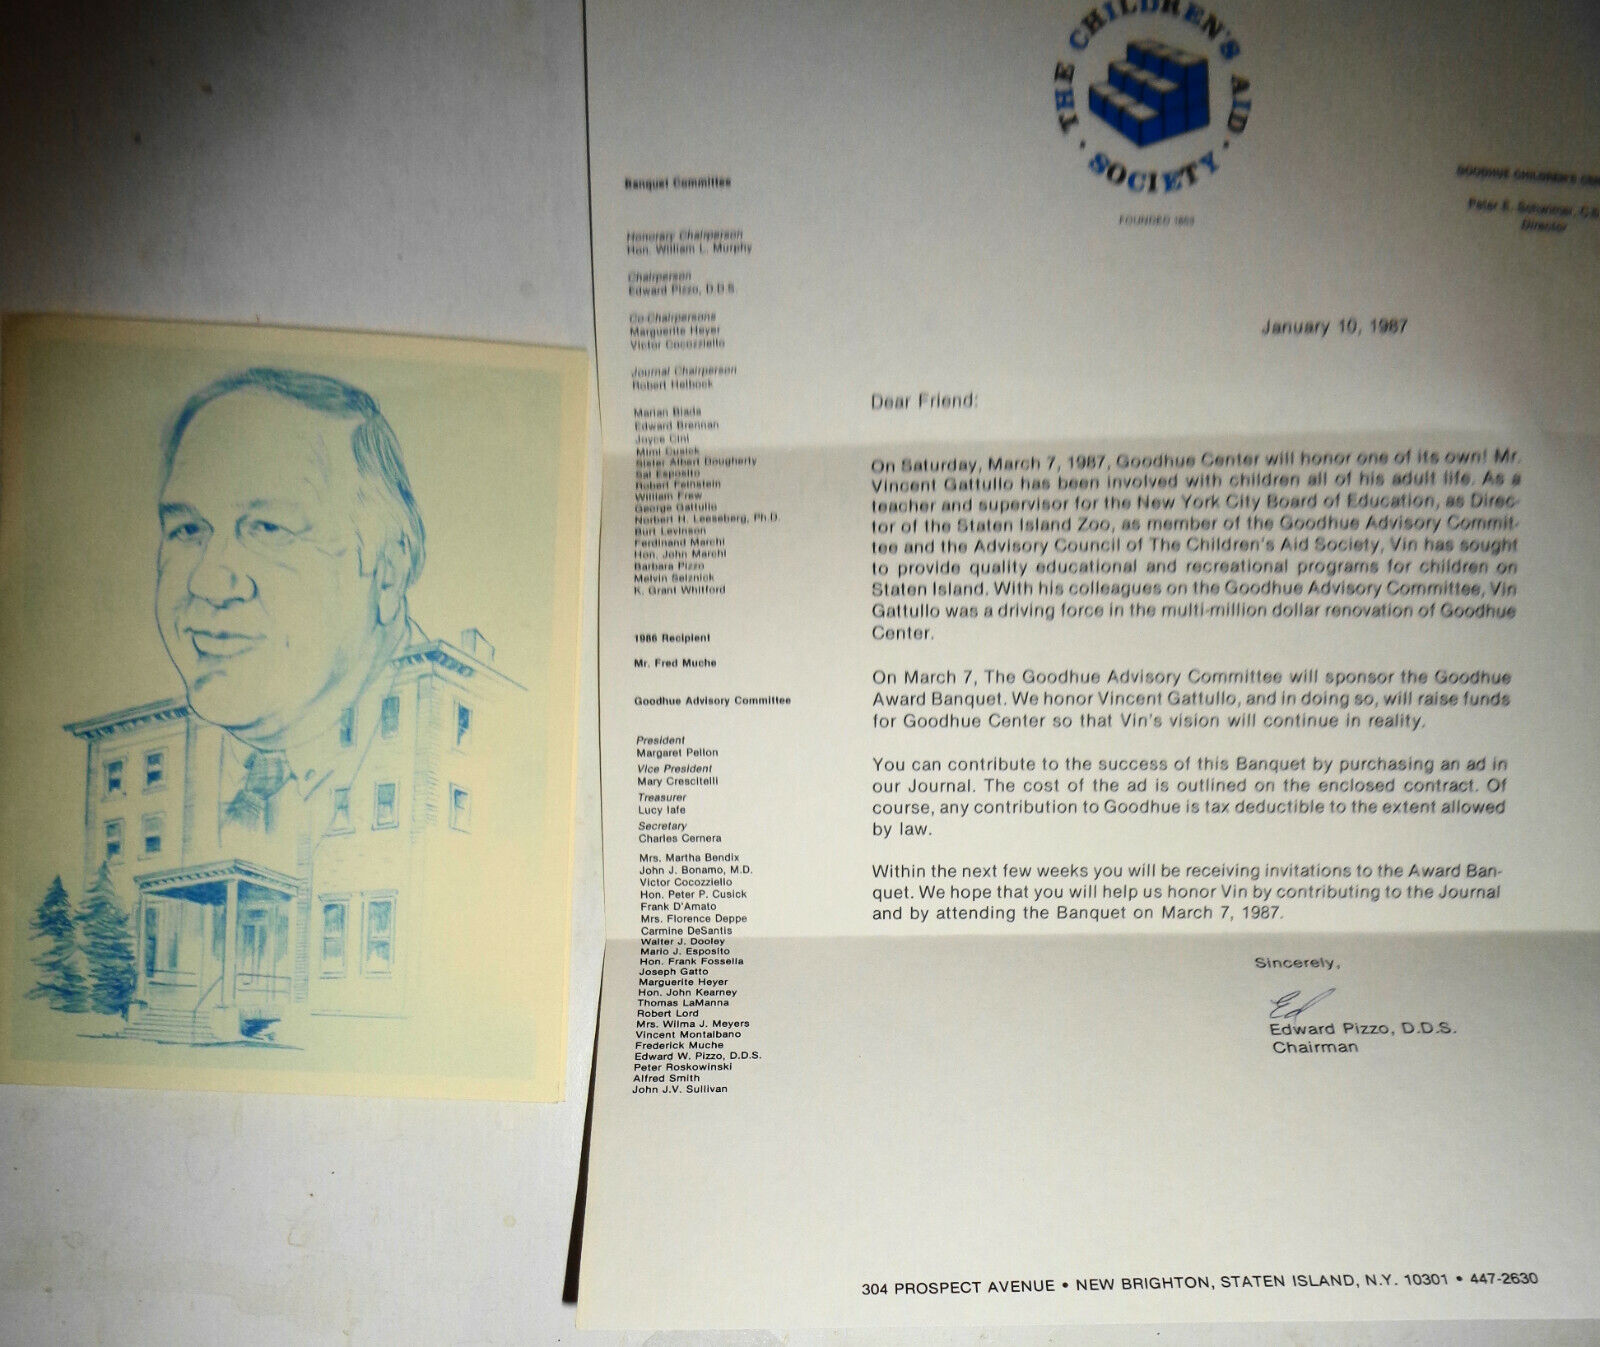 THE CHILDREN'S AID SOCIETY
FOUNDED 1853
GOODHUE CHILDREN'S
Peter E.
Director
Banquet Committee
Honorary Chairperson
Hon. William L. Murphy
Chairperson
Edward Pizzo, D.D.S.
Co-Chairpersons
Marguerite Heyer
Victor Cocozziello
Journal Chairperson
Robert Helbock
Marian Blada
Edward Brennan
Joyce Cini
Mimi Cusick
Sister Albert Dougherty
Sal Esposito
Robert Feinstein
William Frew
George Gattullo
Norbert H. Leeseberg, Ph.D.
Burt Levinson
Ferdinand Marchi
Hon. John Marchi
Barbara Pizzo
Melvin Selznick
K. Grant Whitford
1986 Recipient
Mr. Fred Muche
Goodhue Advisory Committee
President
Margaret Pellon
Vice President
Mary Crescitelli
Treasurer
Lucy Iafe
Secretary
Charles Cernera
Mrs. Martha Bendix
John J. Bonamo, M.D.
Victor Cocozziello
Hon. Peter P. Cusick
Frank D'Amato
Mrs. Florence Deppe
Carmine DeSantis
Walter J. Dooley
Mario J. Esposito
Hon. Frank Fossella
Joseph Gatto
Marguerite Heyer
Hon. John Kearney
Thomas LaManna
Robert Lord
Mrs. Wilma J. Meyers
Vincent Montalbano
Frederick Muche
Edward W. Pizzo, D.D.S.
Peter Roskowinski
Alfred Smith
John J.V. Sullivan
January 10, 1987
Dear Friend:
On Saturday, March 7, 1987, Goodhue Center will honor one of its own! Mr.
Vincent Gattullo has been involved with children all of his adult life. As a
teacher and supervisor for the New York City Board of Education, as Direc-
tor of the Staten Island Zoo, as member of the Goodhue Advisory Commit-
tee and the Advisory Council of The Children's Aid Society, Vin has sought
to provide quality educational and recreational programs for children on
Staten Island. With his colleagues on the Goodhue Advisory Committee, Vin
Gattullo was a driving force in the multi-million dollar renovation of Goodhue
Center.
On March 7, The Goodhue Advisory Committee will sponsor the Goodhue
Award Banquet. We honor Vincent Gattullo, and in doing so, will raise funds
for Goodhue Center so that Vin's vision will continue in reality.
You can contribute to the success of this Banquet by purchasing an ad in
our Journal. The cost of the ad is outlined on the enclosed contract. Of
course, any contribution to Goodhue is tax deductible to the extent allowed
by law.
Within the next few weeks you will be receiving invitations to the Award Ban-
quet. We hope that you will help us honor Vin by contributing to the Journal
and by attending the Banquet on March 7, 1987.
Sincerely,
Ed
Edward Pizzo, D.D.S.
Chairman
304 PROSPECT AVENUE • NEW BRIGHTON, STATEN ISLAND, N.Y. 10301 • 447-2630